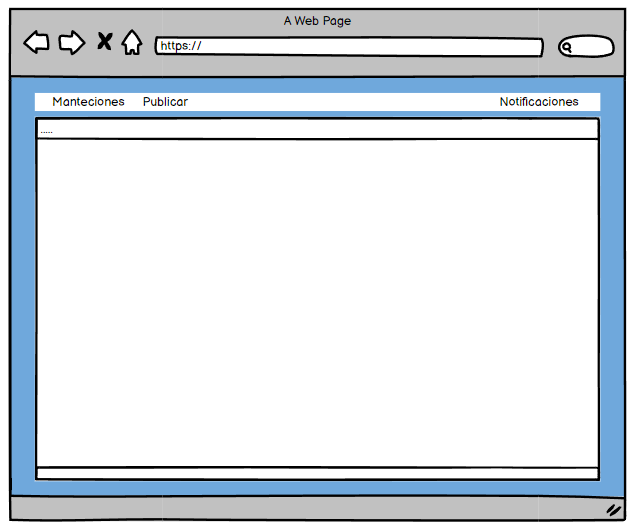 A Web Page
https://
Manteciones Publicar Notificaciones
.....